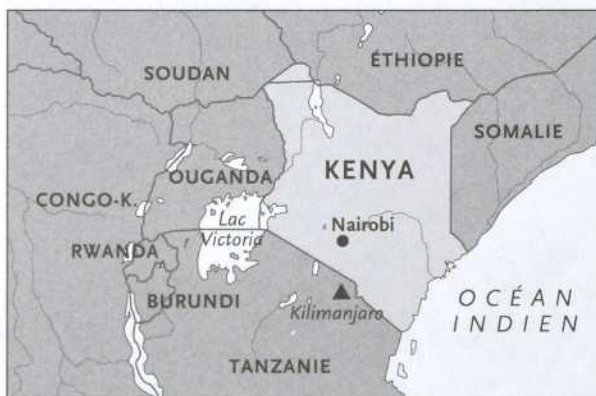 SOUDAN
ÉTHIOPIE
SOMALIE
OUGANDA
KENYA
CONGO-K.
Lac
Victoria
Nairobi
RWANDA
BURUNDI
Kilimanjaro
OCÉAN
INDIEN
TANZANIE